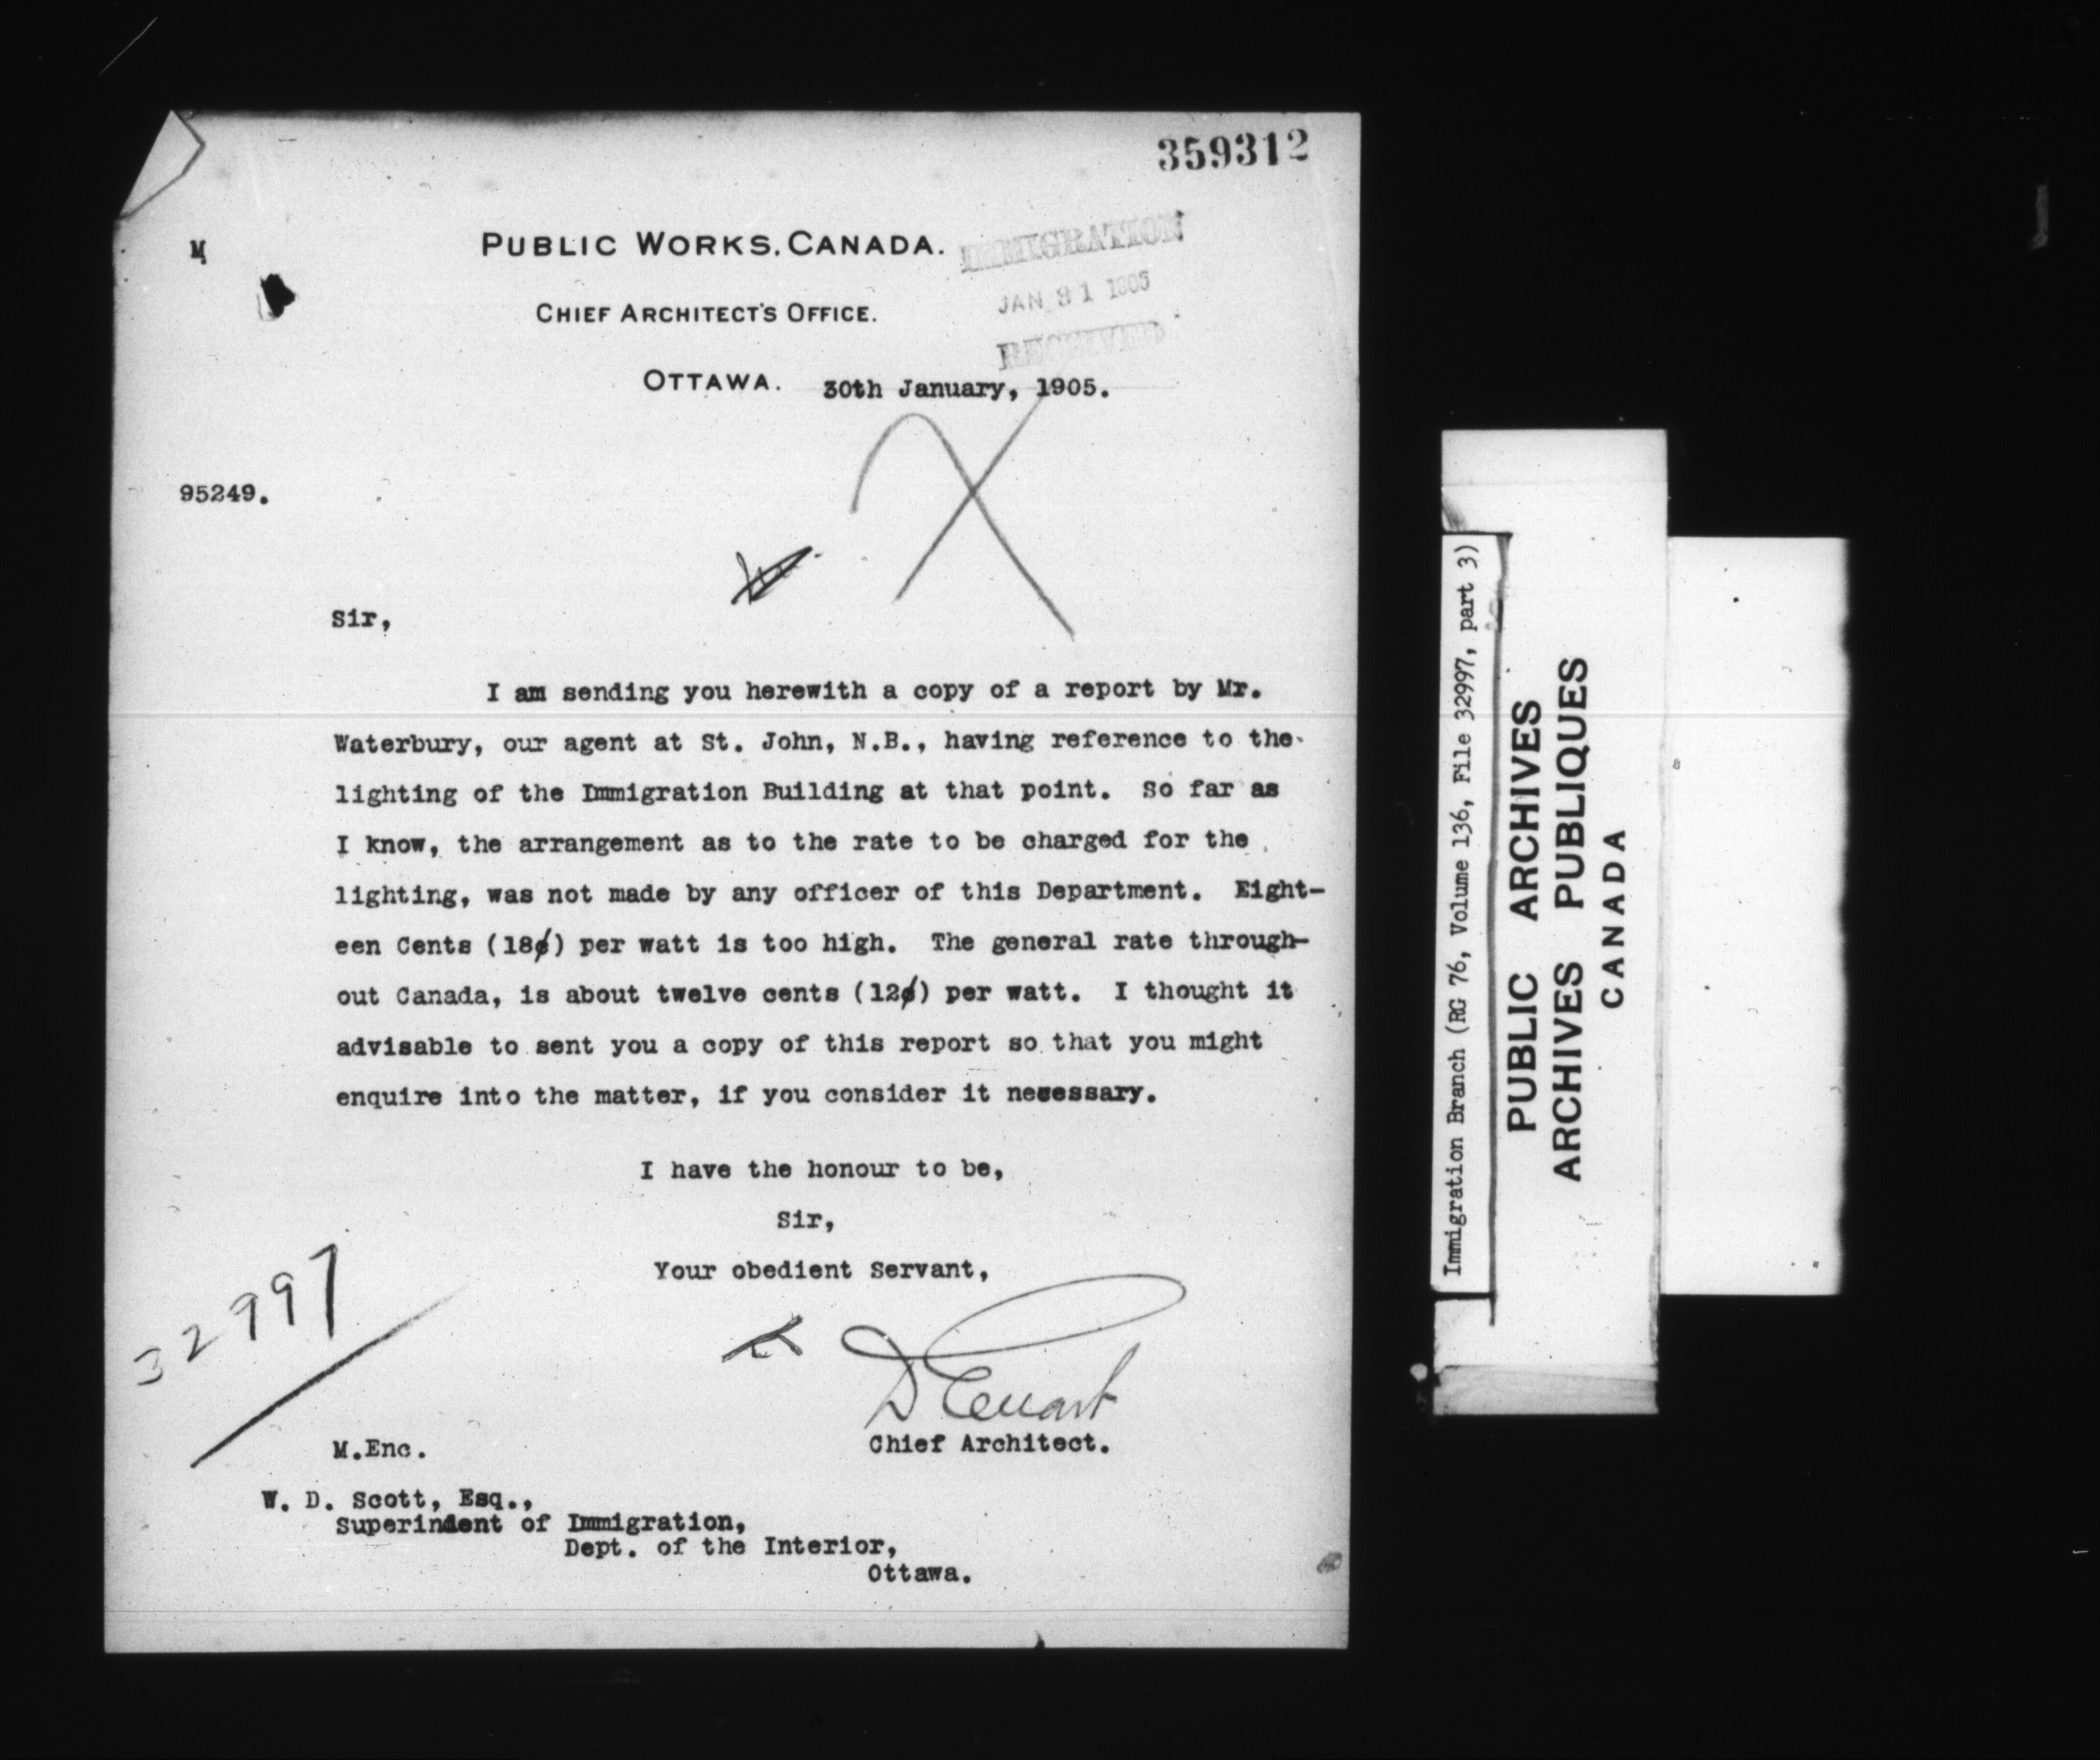 359312
M
PUBLIC WORKS, CANADA.
IMMIGRATION
JAN 31 1905
RECEIVED
CHIEF ARCHITECT'S OFFICE.
OTTAWA. 30th January, 1905.
95249.
Sir,
I am sending you herewith a copy of a report by Mr.
Waterbury, our agent at St. John, N.B., having reference to the
lighting of the Immigration Building at that point. So far as
I know, the arrangement as to the rate to be charged for the
lighting, was not made by any officer of this Department. Eight-
een Cents (18¢) per watt is too high. The general rate through-
out Canada, is about twelve cents (12¢) per watt. I thought it
advisable to sent you a copy of this report so that you might
enquire into the matter, if you consider it necessary.
I have the honour to be,
Sir,
Your obedient Servant,
32997
D Ewart
Chief Architect.
M.Enc.
W. D. Scott, Esq.,
Superindent of Immigration,
Dept. of the Interior,
Ottawa.
Immigration Branch (RG 76, Volume 136, File 32997, part 3)
PUBLIC ARCHIVES
ARCHIVES PUBLIQUES
CANADA